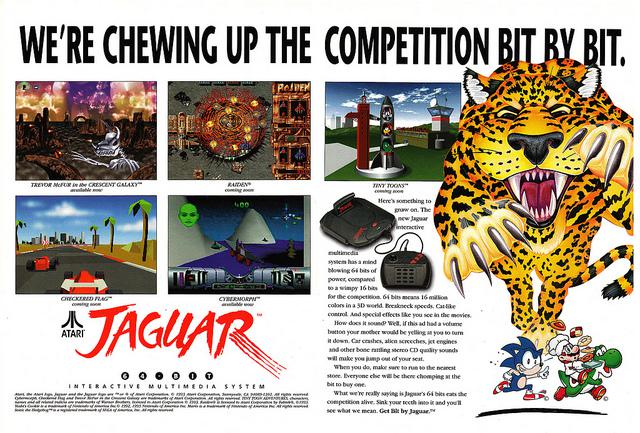 WE'RE CHEWING UP THE COMPETITION BIT BY BIT.
TREVOR McFUR in the CRESCENT GALAXY™
available now
RAIDEN
RAIDEN®
coming soon
TINY TOONS™
coming soon
CHECKERED FLAG™
coming soon
400
CYBERMORPH™
available now
ATARI
JAGUAR™
64-BIT
INTERACTIVE MULTIMEDIA SYSTEM
Here's something to
gnaw on. The
new Jaguar
interactive
multimedia
system has a mind
blowing 64 bits of
power, compared
to a wimpy 16 bits
for the competition. 64 bits means 16 million
colors in a 3D world. Breakneck speeds. Cat-like
control. And special effects like you see in the movies.
How does it sound? Well, if this ad had a volume
button your mother would be yelling at you to turn
it down. Car crashes, alien screeches, jet engines
and other bone rattling stereo CD quality sounds
will make you jump out of your seat.
When you do, make sure to run to the nearest
store. Everyone else will be there chomping at the
bit to buy one.
What we're really saying is Jaguar's 64 bits eats the
competition alive. Sink your teeth into it and you'll
see what we mean. Get Bit by Jaguar.™